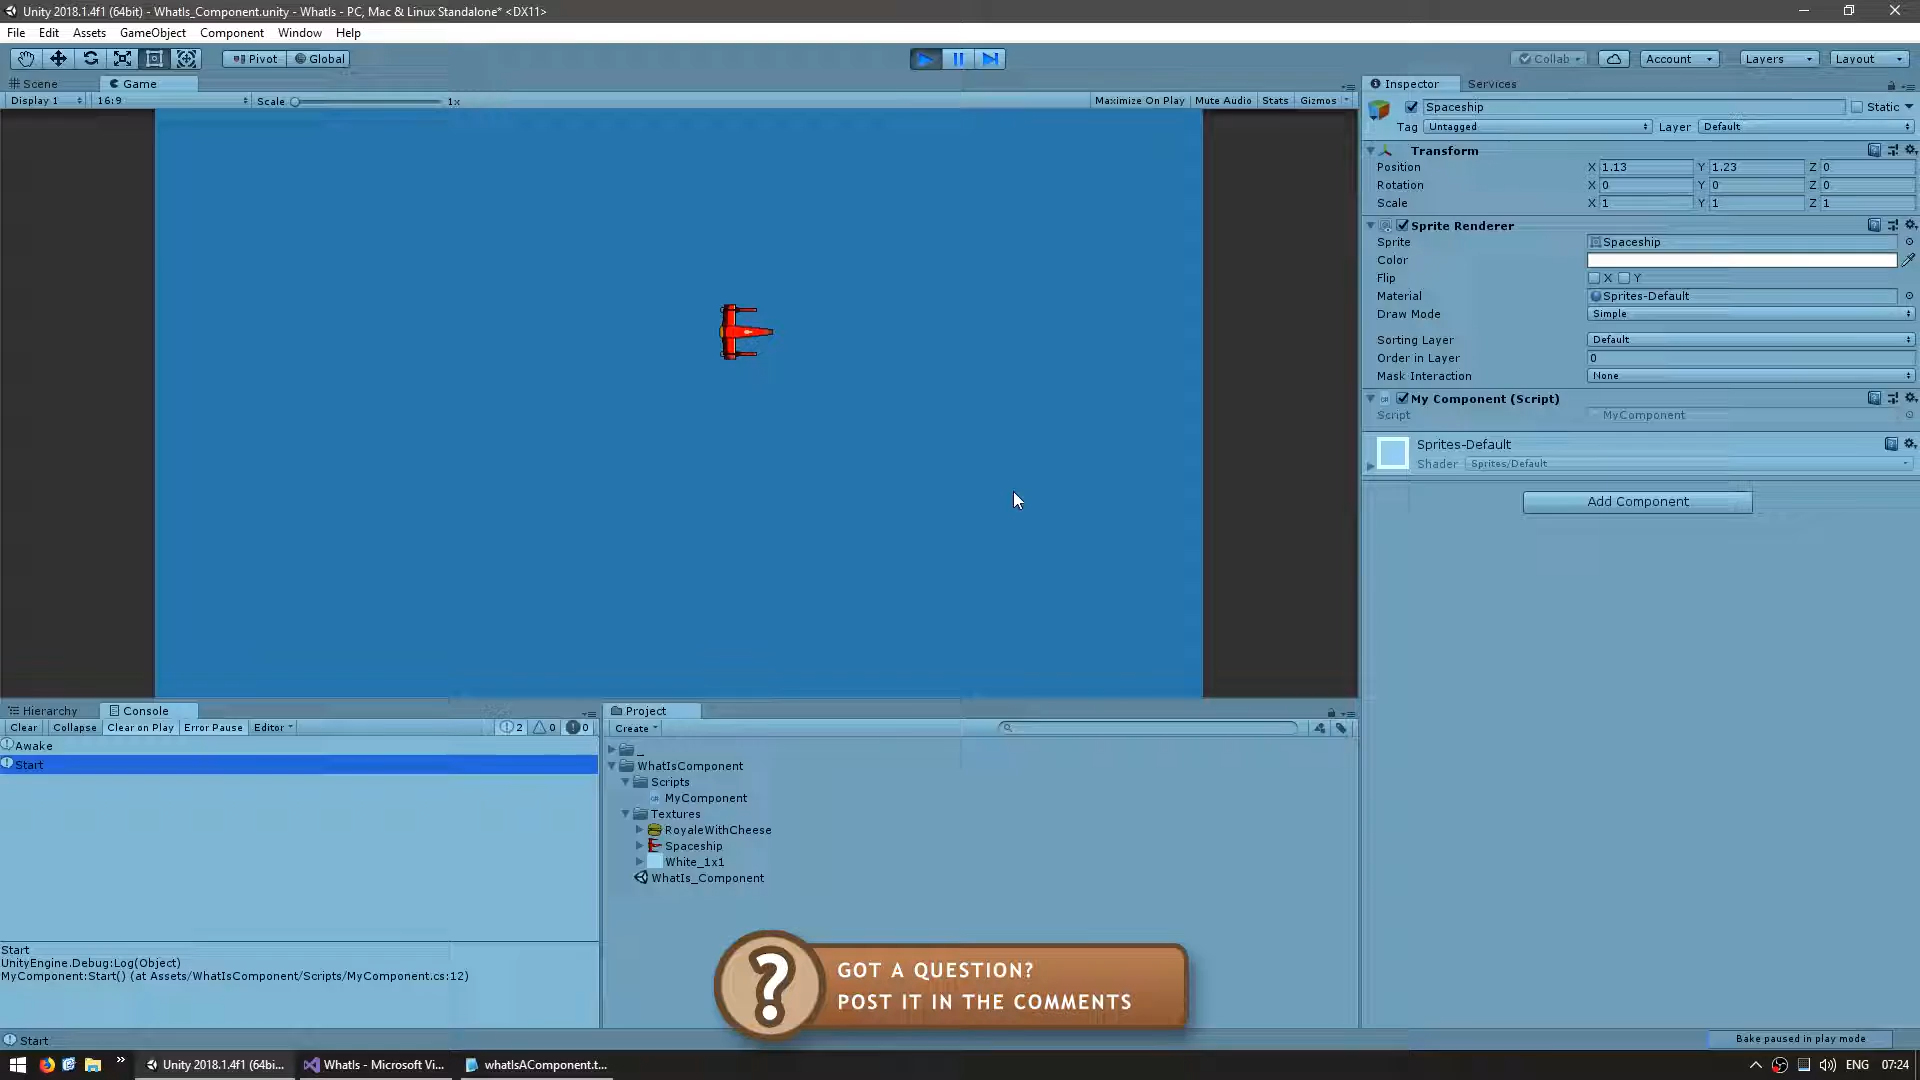 Unity 2018.1.4f1 (64bit) - WhatIs_Component.unity - WhatIs - PC, Mac & Linux Standalone* <DX11>
File Edit Assets GameObject Component Window Help
Pivot Global Collab Account Layers Layout
Scene Game
Display 1 16:9 Scale 1x Maximize On Play Mute Audio Stats Gizmos
Inspector Services
Spaceship Static
Tag Untagged Layer Default
Transform
Position X 1.13 Y 1.23 Z 0
Rotation X 0 Y 0 Z 0
Scale X 1 Y 1 Z 1
Sprite Renderer
Sprite Spaceship
Color
Flip X Y
Material Sprites-Default
Draw Mode Simple
Sorting Layer Default
Order in Layer 0
Mask Interaction None
My Component (Script)
Script MyComponent
Sprites-Default
Shader Sprites/Default
Add Component
Hierarchy Console
Clear Collapse Clear on Play Error Pause Editor 2 0 0
Awake
Start
Start
UnityEngine.Debug:Log(Object)
MyComponent:Start() (at Assets/WhatIsComponent/Scripts/MyComponent.cs:12)
Project
Create
_
WhatIsComponent
Scripts
MyComponent
Textures
RoyaleWithCheese
Spaceship
White_1x1
WhatIs_Component
GOT A QUESTION?
POST IT IN THE COMMENTS
Start
Bake paused in play mode
Unity 2018.1.4f1 (64bi... WhatIs - Microsoft Vi... whatIsAComponent.t... ENG 07:24